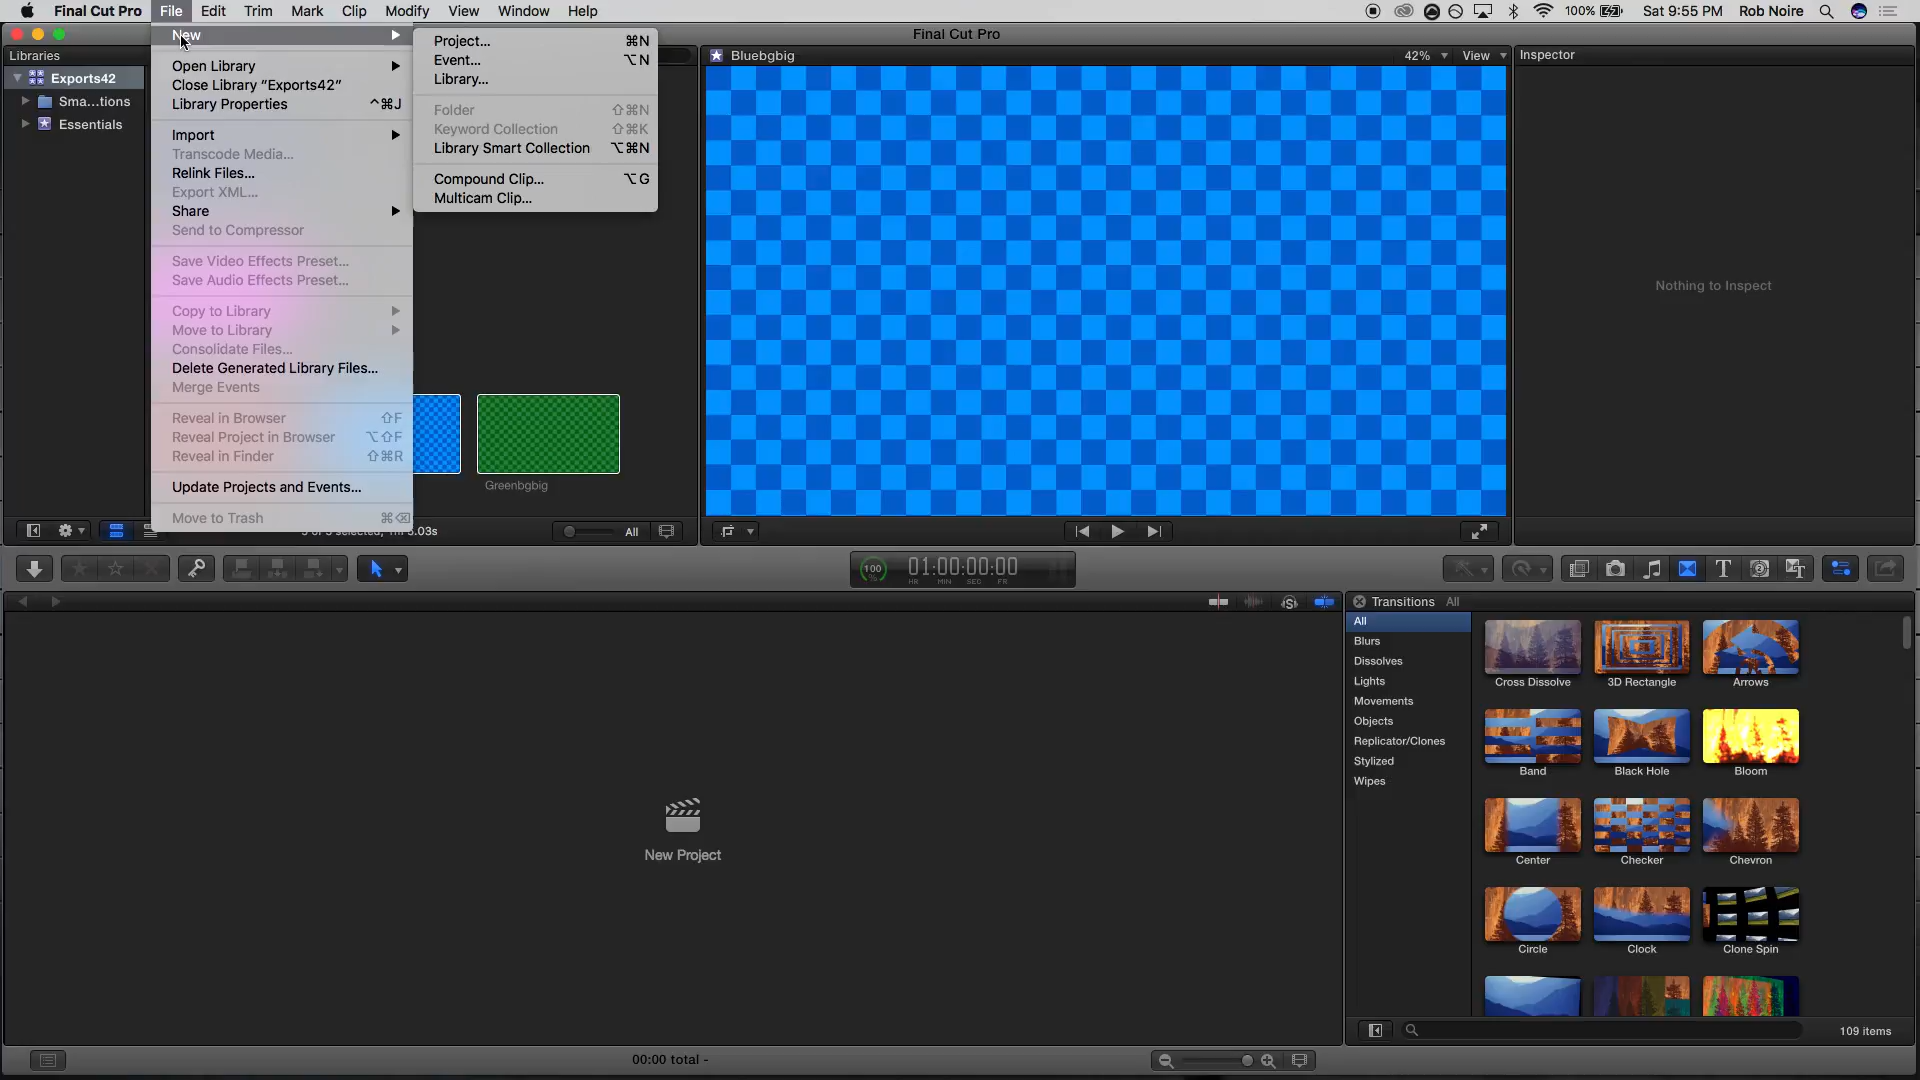 Final Cut Pro File Edit Trim Mark Clip Modify View Window Help 100% Sat 9:55 PM Rob Noire
Final Cut Pro
Libraries
Exports42
Sma...tions
Essentials
New
Open Library
Close Library “Exports42”
Library Properties ^⌘J
Import
Transcode Media...
Relink Files...
Export XML...
Share
Send to Compressor
Save Video Effects Preset...
Save Audio Effects Preset...
Copy to Library
Move to Library
Consolidate Files...
Delete Generated Library Files...
Merge Events
Reveal in Browser ⇧F
Reveal Project in Browser ⌥⇧F
Reveal in Finder ⇧⌘R
Update Projects and Events...
Move to Trash ⌘⌫
Project... ⌘N
Event... ⌥N
Library...
Folder ⇧⌘N
Keyword Collection ⇧⌘K
Library Smart Collection ⌥⌘N
Compound Clip... ⌥G
Multicam Clip...
Greenbgbig
All
Bluebgbig 42% View
Inspector
Nothing to Inspect
100 % 01:00:00:00
HR MIN SEC FR
New Project
00:00 total -
Transitions All
All
Blurs
Dissolves
Lights
Movements
Objects
Replicator/Clones
Stylized
Wipes
Cross Dissolve 3D Rectangle Arrows
Band Black Hole Bloom
Center Checker Chevron
Circle Clock Clone Spin
109 items